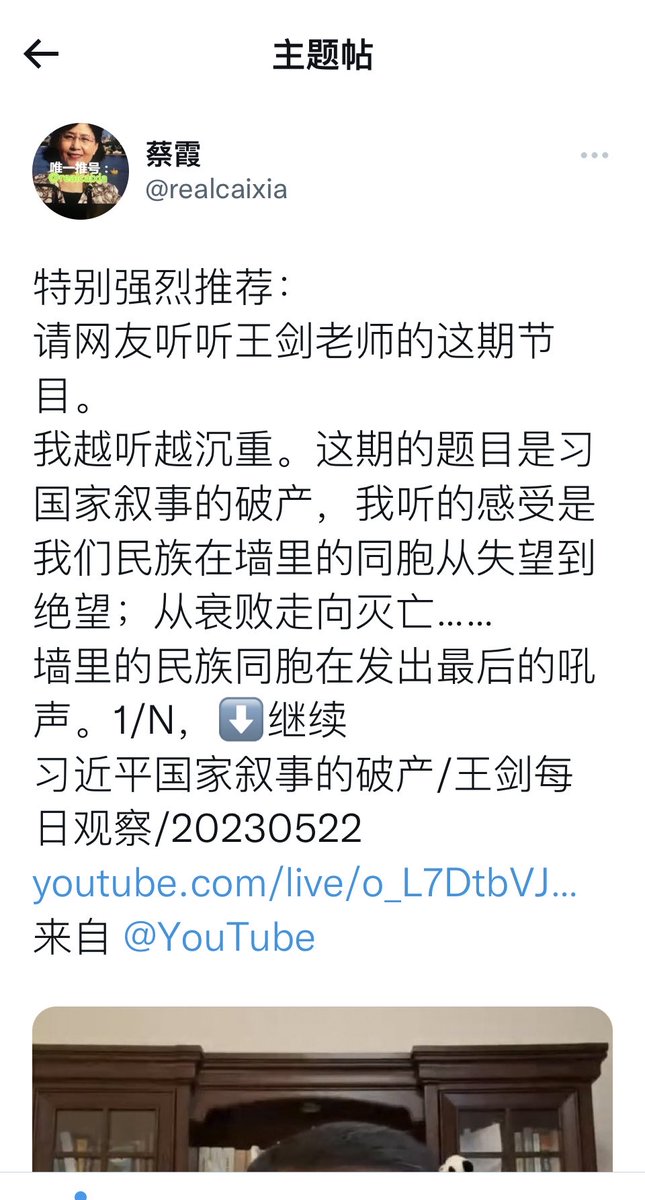 主题帖
唯一推号:
@realcaixia
蔡霞
@realcaixia
特别强烈推荐：
请网友听听王剑老师的这期节
目。
我越听越沉重。这期的题目是习
国家叙事的破产，我听的感受是
我们民族在墙里的同胞从失望到
绝望；从衰败走向灭亡……
墙里的民族同胞在发出最后的吼
声。1/N，⬇️继续
习近平国家叙事的破产/王剑每
日观察/20230522
youtube.com/live/o_L7DtbVJ…
来自 @YouTube